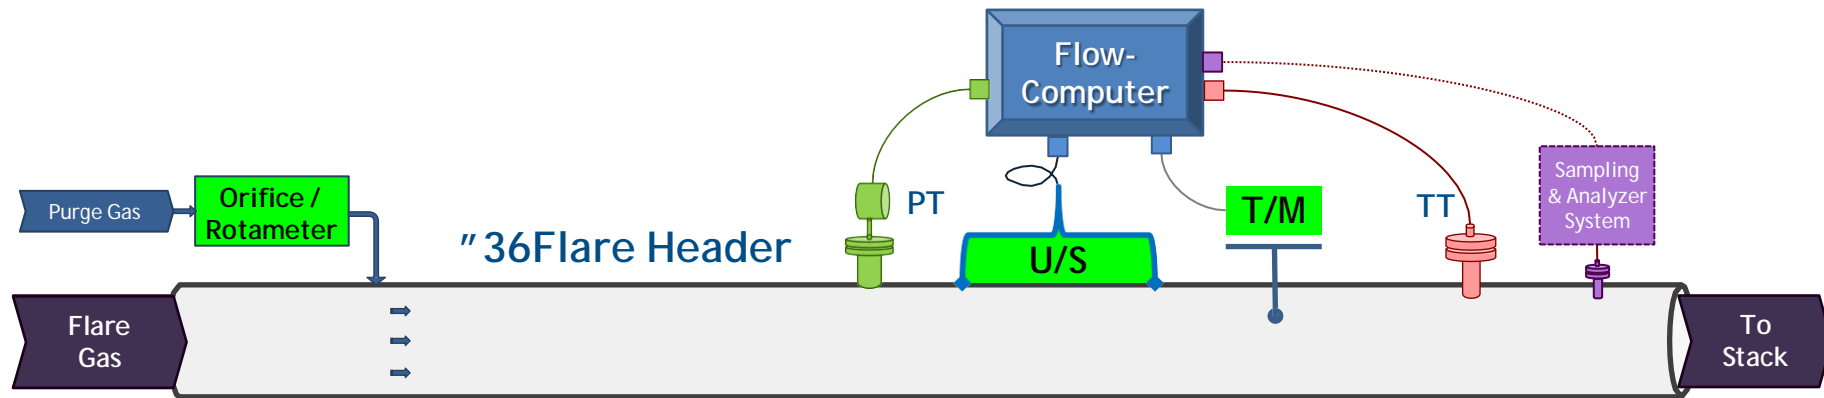 Flow-
Computer
Purge Gas
Orifice /
Rotameter
PT
T/M
TT
Sampling
& Analyzer
System
”36Flare Header
U/S
Flare
Gas
To
Stack